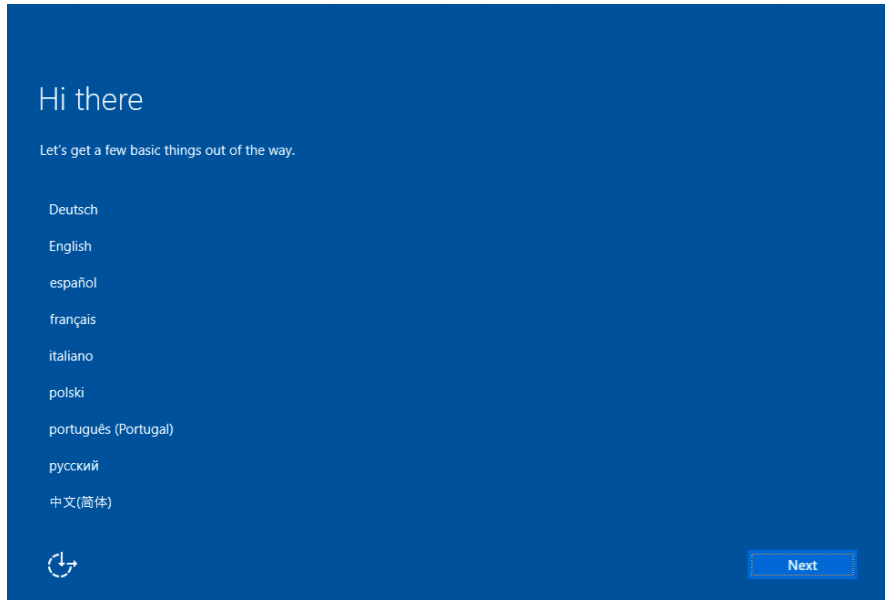 Hi there
Let's get a few basic things out of the way.
Deutsch
English
español
français
italiano
polski
português (Portugal)
русский
中文(简体)
Next